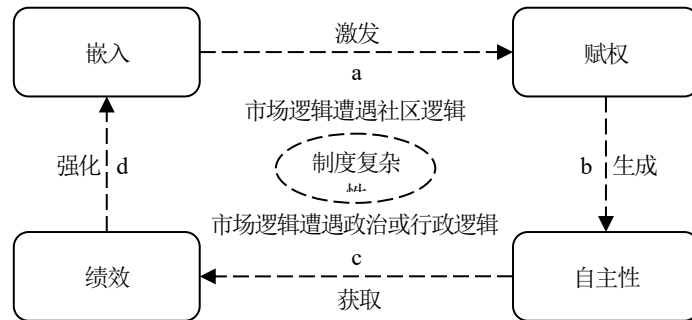 嵌入
激发
赋权
a
市场逻辑遭遇社区逻辑
强化 d
制度复杂
b 生成
市场逻辑遭遇政治或行政逻辑
绩效
c
自主性
获取